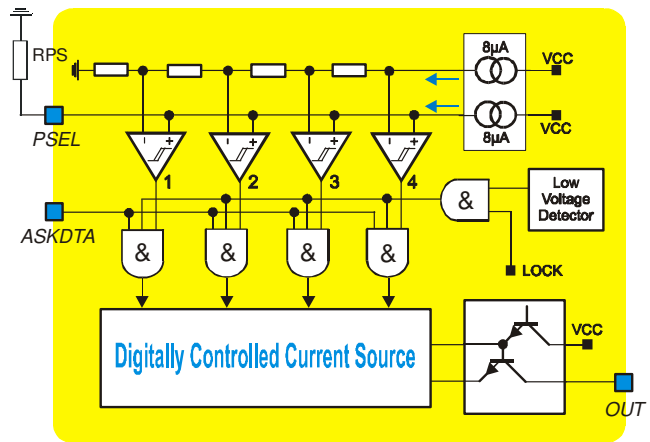 8µA
RPS
VCC
PSEL
VCC
8µA
- + - + - + - +
1 2 3 4
Low
Voltage
Detector
&
ASKDTA
& & & &
LOCK
Digitally Controlled Current Source
VCC
OUT